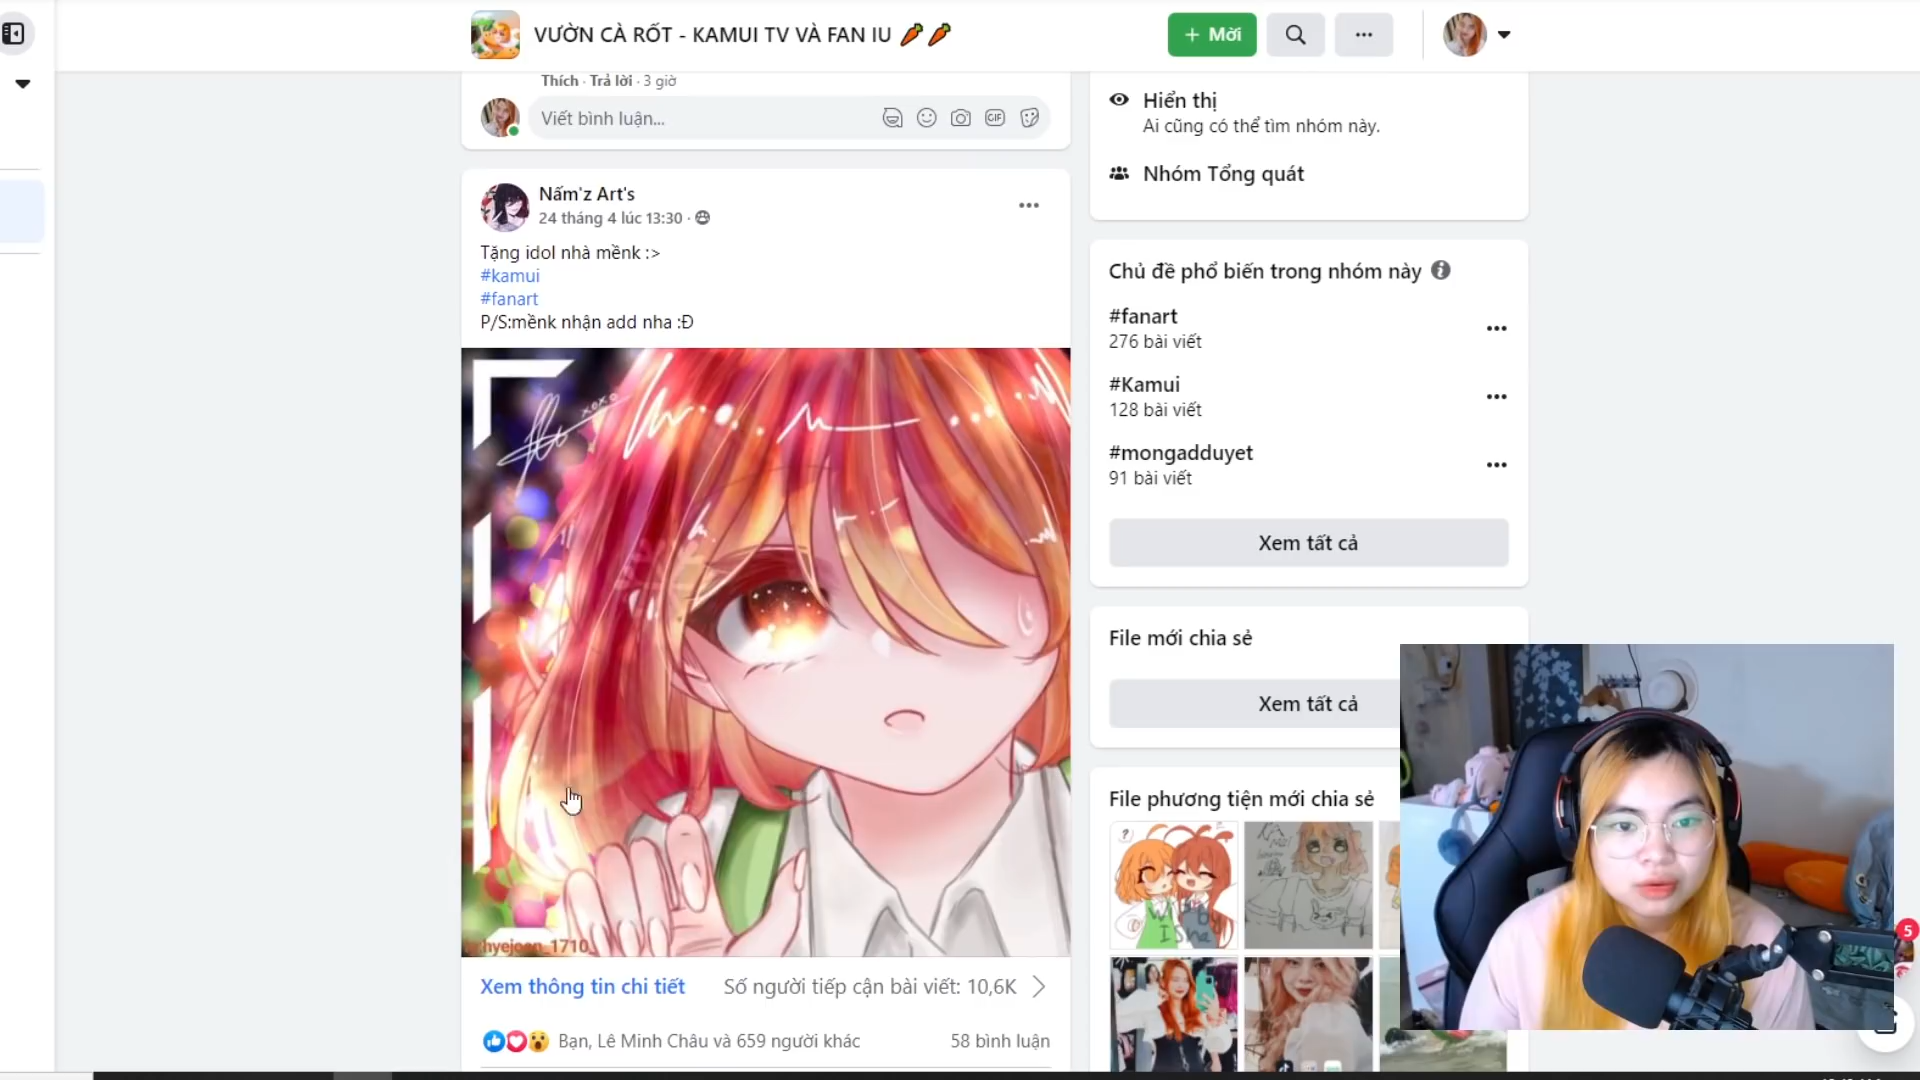 VƯỜN CÀ RỐT - KAMUI TV VÀ FAN IU
+ Mời
Thích · Trả lời · 3 giờ
Viết bình luận...
GIF
Nấm'z Art's
24 tháng 4 lúc 13:30 ·
Tặng idol nhà mềnk :>
#kamui
#fanart
P/S:mềnk nhận add nha :Đ
xoxo
Xem thông tin chi tiết
Số người tiếp cận bài viết: 10,6K
Bạn, Lê Minh Châu và 659 người khác
58 bình luận
Hiển thị
Ai cũng có thể tìm nhóm này.
Nhóm Tổng quát
Chủ đề phổ biến trong nhóm này
#fanart
276 bài viết
#Kamui
128 bài viết
#mongadduyet
91 bài viết
Xem tất cả
File mới chia sẻ
Xem tất cả
File phương tiện mới chia sẻ
5